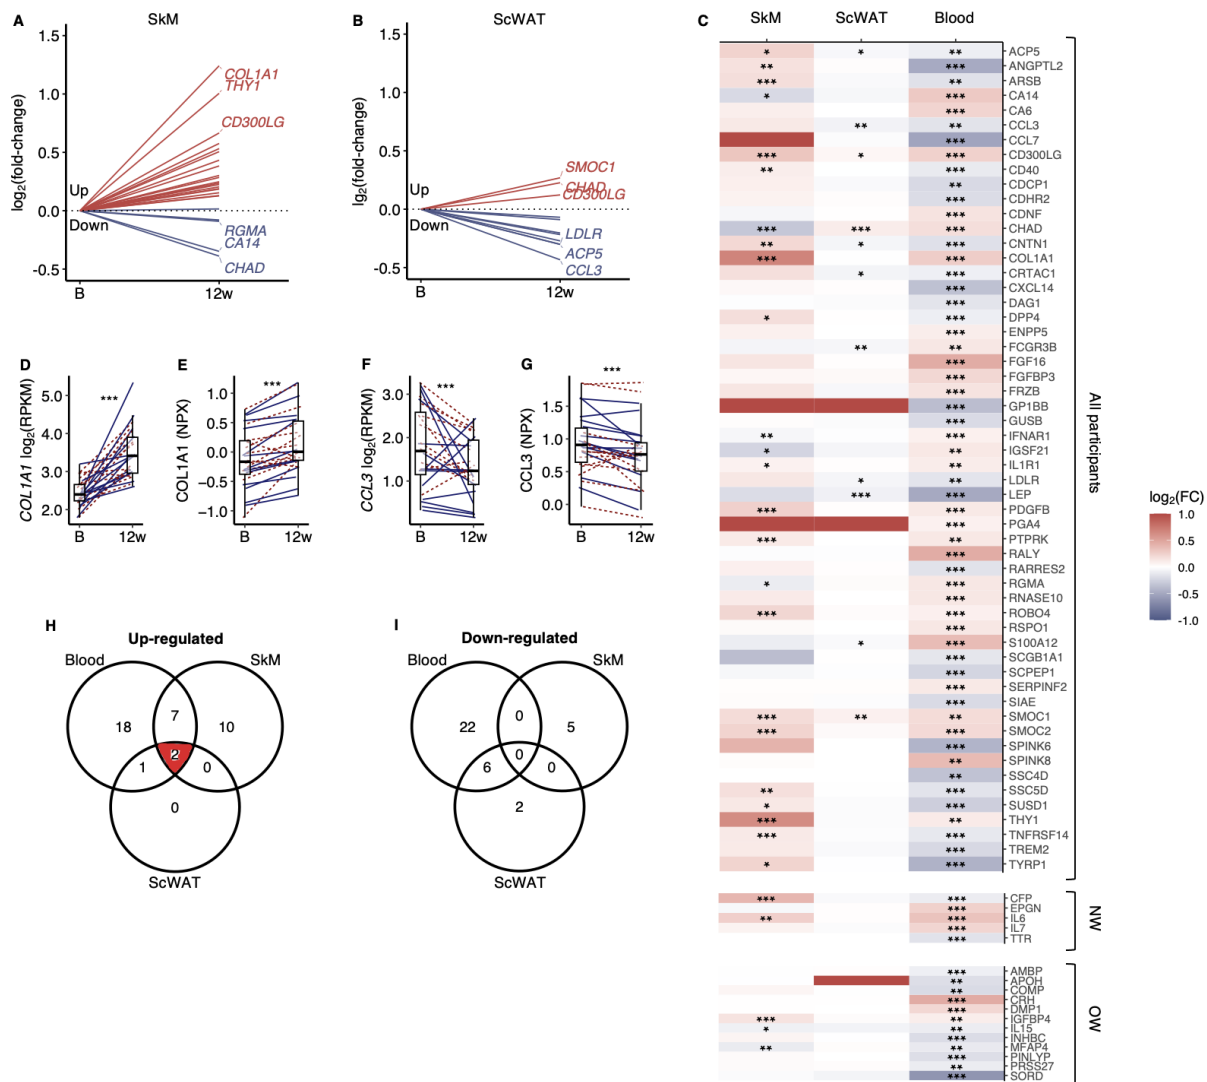 A
SkM
log2(fold-change)
1.5
1.0
0.5
0.0
-0.5
Up
Down
COL1A1
THY1
CD300LG
RGMA
CA14
CHAD
B
12w
B
ScWAT
log2(fold-change)
1.5
1.0
0.5
0.0
-0.5
Up
Down
SMOC1
CHAD
CD300LG
LDLR
ACP5
CCL3
B
12w
C
SkM ScWAT Blood
* * ** ACP5
** *** ANGPTL2
*** ** ARSB
* *** CA14
*** CA6
** ** CCL3
*** CCL7
*** * *** CD300LG
** *** CD40
** CDCP1
*** CDHR2
*** CDNF
*** *** *** CHAD
** * *** CNTN1
*** *** COL1A1
* *** CRTAC1
*** CXCL14
*** DAG1
* *** DPP4
*** ENPP5
** ** FCGR3B
*** FGF16
*** FGFBP3
*** FRZB
*** GP1BB
*** GUSB
** *** IFNAR1
* ** IGSF21
* ** IL1R1
* ** LDLR
*** *** LEP
*** *** PDGFB
*** PGA4
*** ** PTPRK
*** RALY
*** RARRES2
* *** RGMA
*** RNASE10
*** *** ROBO4
*** RSPO1
* *** S100A12
*** SCGB1A1
*** SCPEP1
*** SERPINF2
*** SIAE
*** ** ** SMOC1
*** *** SMOC2
*** SPINK6
** SPINK8
** SSC4D
** *** SSC5D
* *** SUSD1
*** ** THY1
*** *** TNFRSF14
*** TREM2
* *** TYRP1
All participants
*** *** CFP
*** EPGN
** *** IL6
*** IL7
*** TTR
NW
*** AMBP
** APOH
** COMP
*** CRH
*** DMP1
*** ** IGFBP4
* ** IL15
*** INHBC
** ** MFAP4
*** PINLYP
** PRSS27
*** SORD
OW
log2(FC)
1.0
0.5
0.0
-0.5
-1.0
D
COL1A1 log2(RPKM)
5.0
4.0
3.0
2.0
***
B 12w
E
COL1A1 (NPX)
1.0
0.5
0.0
−0.5
−1.0
***
B 12w
F
CCL3 log2(RPKM)
3.0
2.0
1.0
***
B 12w
G
CCL3 (NPX)
1.5
1.0
0.5
0.0
***
B 12w
H
Up-regulated
Blood
SkM
18 7 10
2
1 0
0
ScWAT
I
Down-regulated
Blood
SkM
22 0 5
0
6 0
2
ScWAT